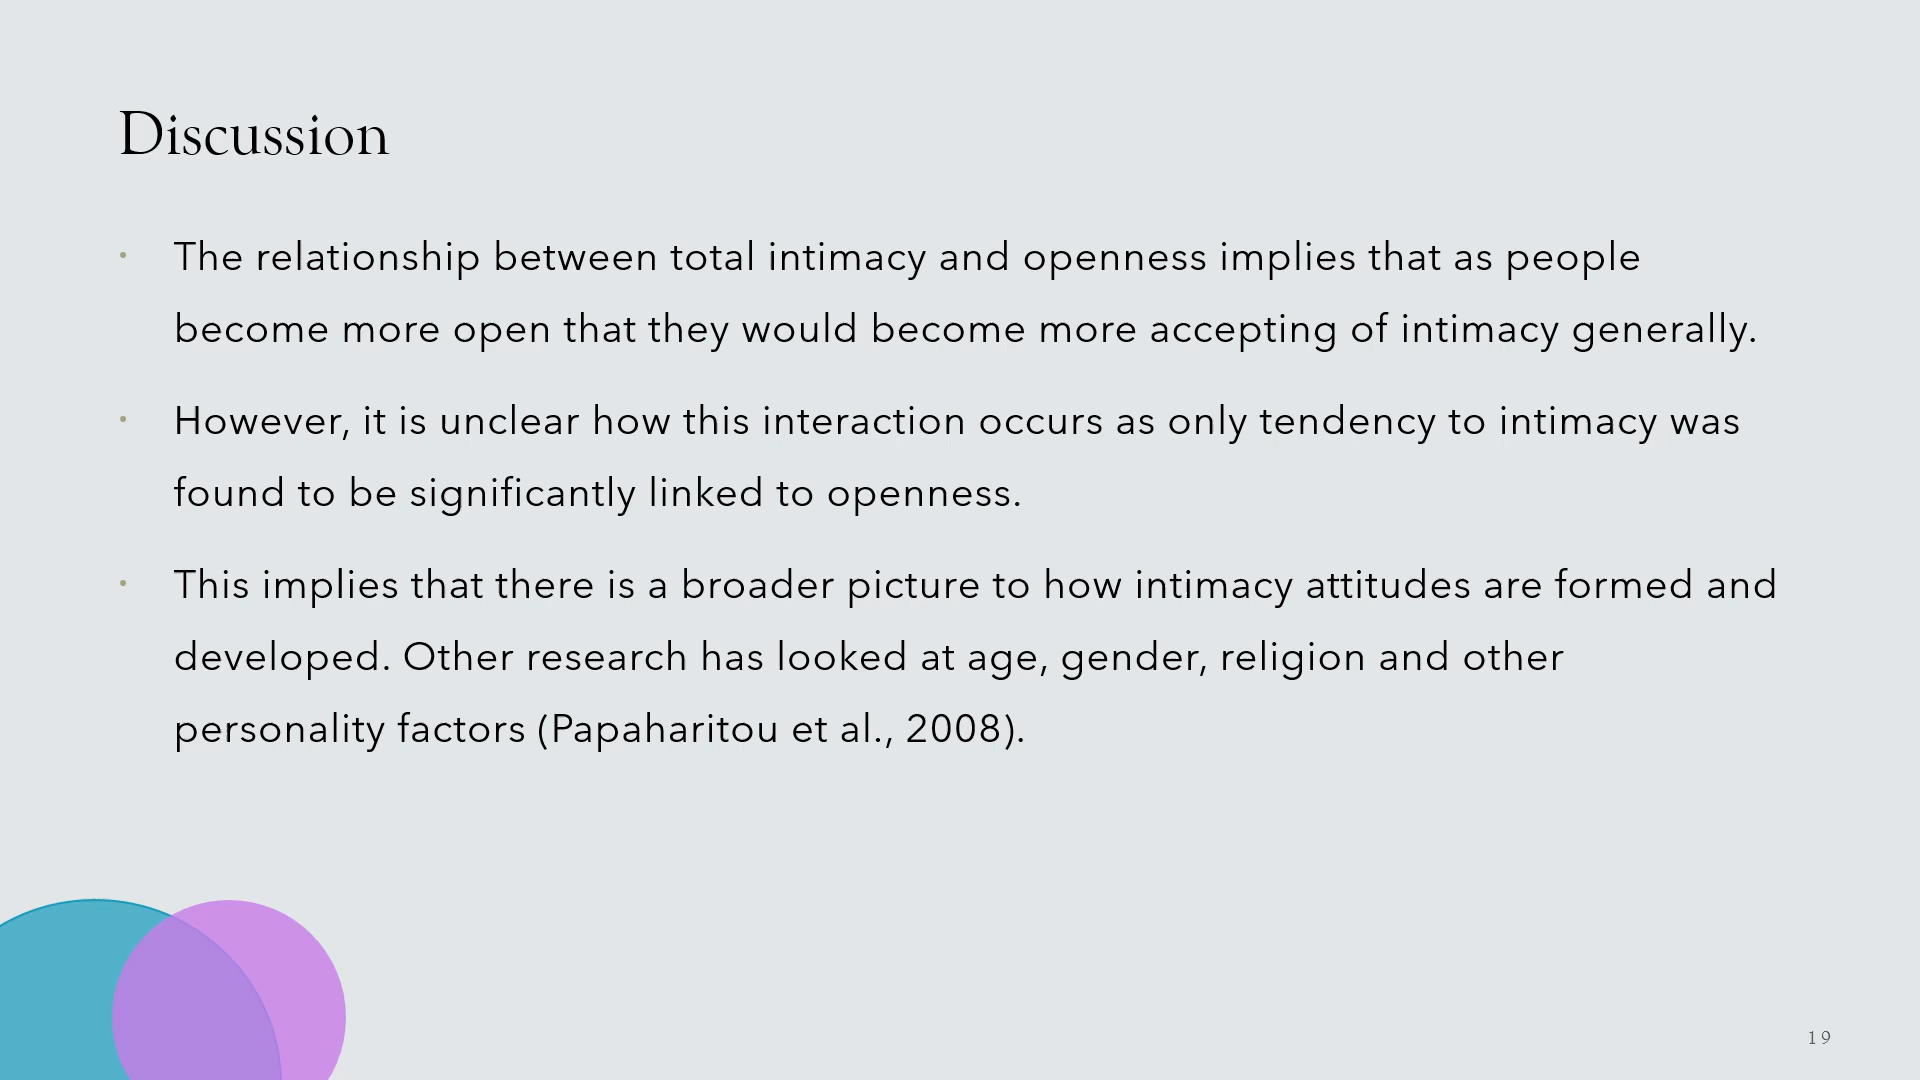 Discussion
• The relationship between total intimacy and openness implies that as people
become more open that they would become more accepting of intimacy generally.
• However, it is unclear how this interaction occurs as only tendency to intimacy was
found to be significantly linked to openness.
• This implies that there is a broader picture to how intimacy attitudes are formed and
developed. Other research has looked at age, gender, religion and other
personality factors (Papaharitou et al., 2008).
19